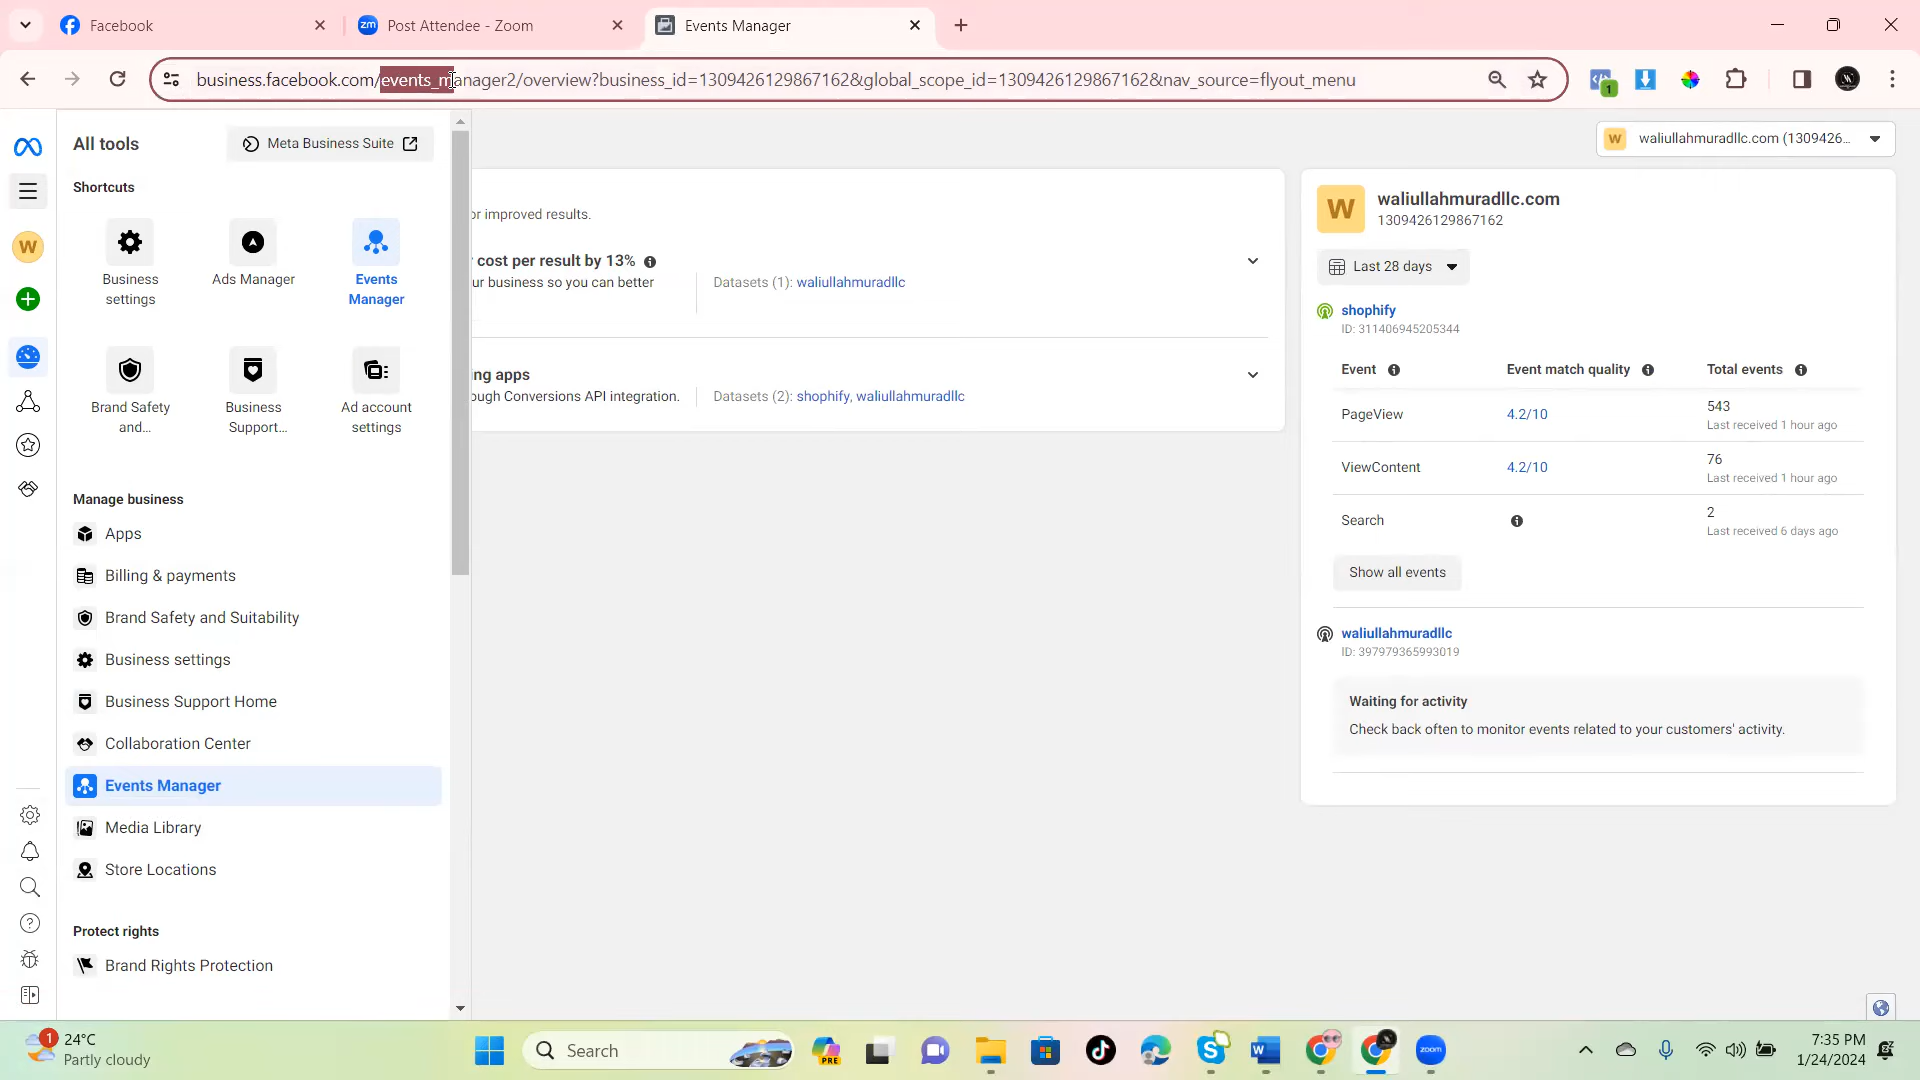 Facebook
Post Attendee - Zoom
Events Manager
business.facebook.com/events_manager2/overview?business_id=1309426129867162&global_scope_id=1309426129867162&nav_source=flyout_menu
1
All tools
Meta Business Suite
Shortcuts
Business settings
Ads Manager
Events Manager
Brand Safety and...
Business Support...
Ad account settings
Manage business
Apps
Billing & payments
Brand Safety and Suitability
Business settings
Business Support Home
Collaboration Center
Events Manager
Media Library
Store Locations
Protect rights
Brand Rights Protection
W
or improved results.
cost per result by 13%
ur business so you can better
Datasets (1): waliullahmuradllc
ing apps
ough Conversions API integration.
Datasets (2): shophify, waliullahmuradllc
W waliullahmuradllc.com (1309426...
W
waliullahmuradllc.com
1309426129867162
Last 28 days
shophify
ID: 311406945205344
Event Event match quality Total events
PageView 4.2/10 543
Last received 1 hour ago
ViewContent 4.2/10 76
Last received 1 hour ago
Search 2
Last received 6 days ago
Show all events
waliullahmuradllc
ID: 397979365993019
Waiting for activity
Check back often to monitor events related to your customers' activity.
1
24°C
Partly cloudy
Search
PRE
zoom
7:35 PM
1/24/2024